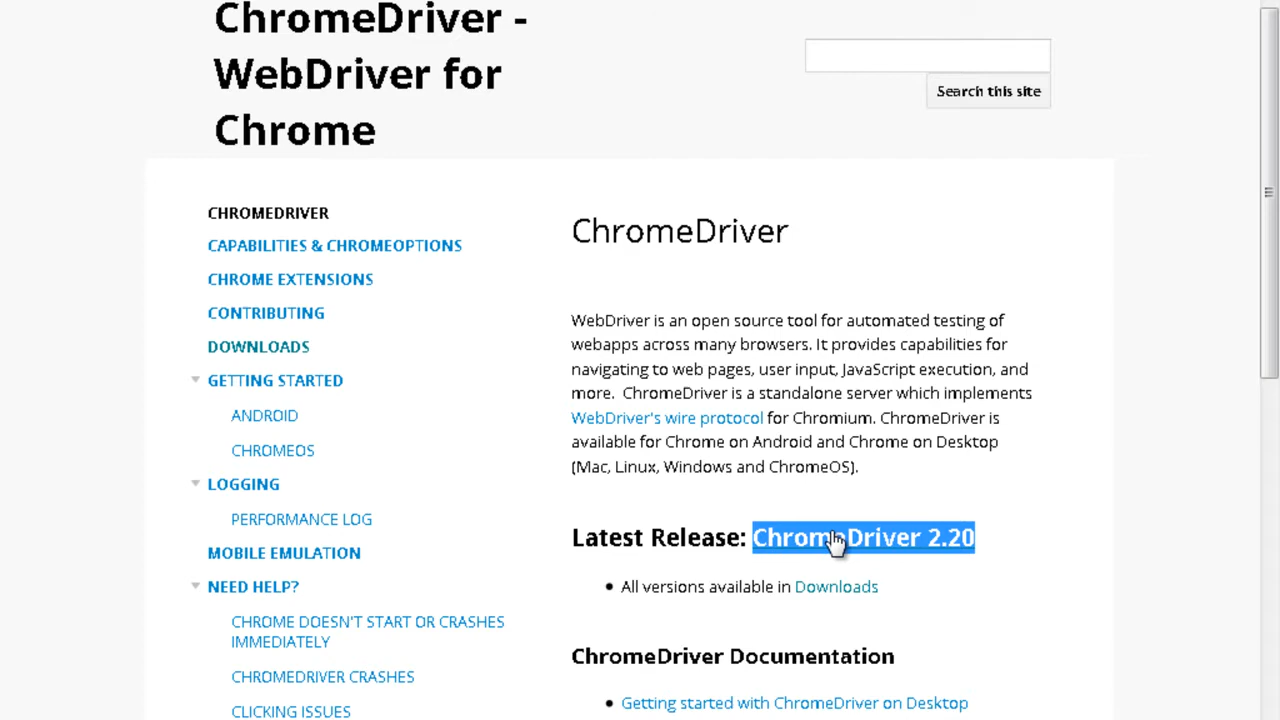 ChromeDriver -
WebDriver for
Chrome
Search this site
CHROMEDRIVER
CAPABILITIES & CHROMEOPTIONS
CHROME EXTENSIONS
CONTRIBUTING
DOWNLOADS
GETTING STARTED
ANDROID
CHROMEOS
LOGGING
PERFORMANCE LOG
MOBILE EMULATION
NEED HELP?
CHROME DOESN'T START OR CRASHES
IMMEDIATELY
CHROMEDRIVER CRASHES
CLICKING ISSUES
ChromeDriver
WebDriver is an open source tool for automated testing of
webapps across many browsers. It provides capabilities for
navigating to web pages, user input, JavaScript execution, and
more. ChromeDriver is a standalone server which implements
WebDriver's wire protocol for Chromium. ChromeDriver is
available for Chrome on Android and Chrome on Desktop
(Mac, Linux, Windows and ChromeOS).
Latest Release: ChromeDriver 2.20
All versions available in Downloads
ChromeDriver Documentation
Getting started with ChromeDriver on Desktop